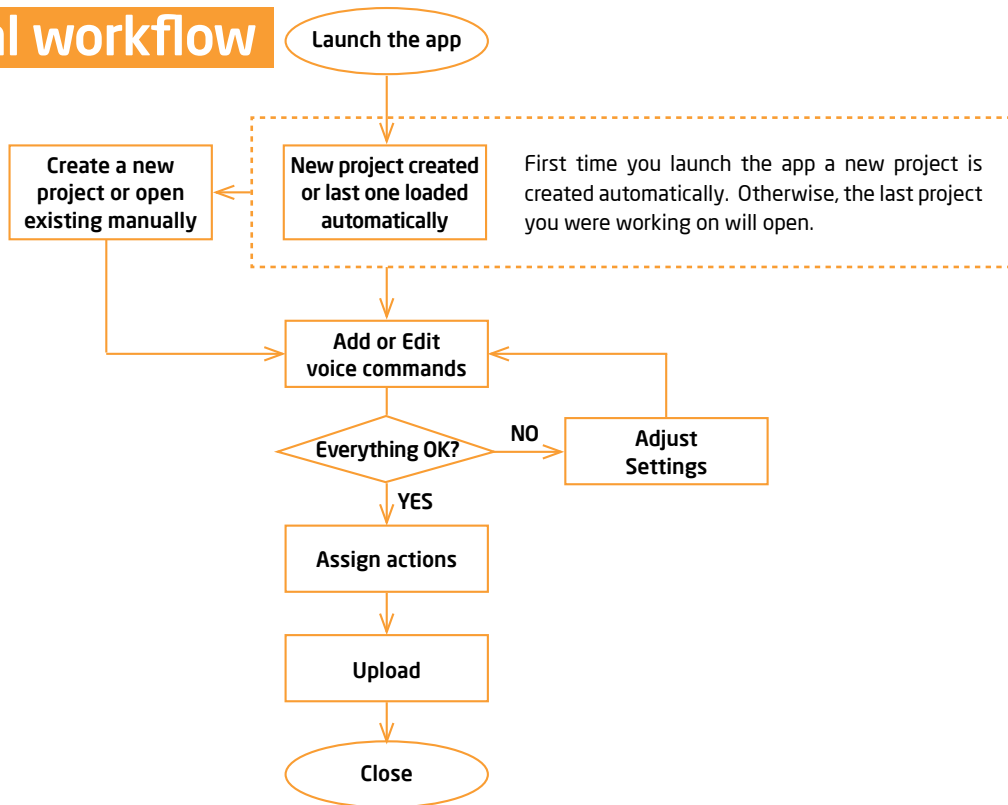 al workflow
Launch the app
Create a new
project or open
existing manually
New project created
or last one loaded
automatically
First time you launch the app a new project is
created automatically. Otherwise, the last project
you were working on will open.
Add or Edit
voice commands
Everything OK?
NO
Adjust
Settings
YES
Assign actions
Upload
Close